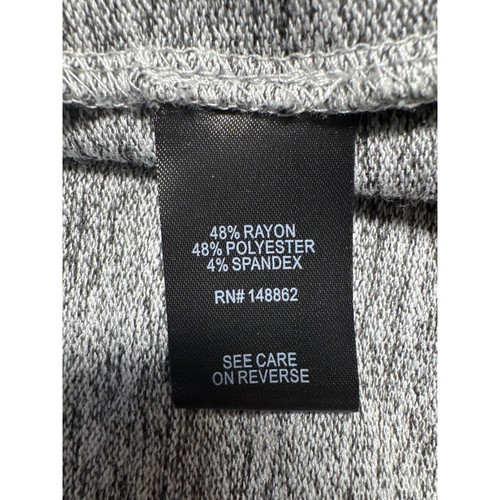 48% RAYON
48% POLYESTER
4% SPANDEX
RN# 148862
SEE CARE
ON REVERSE